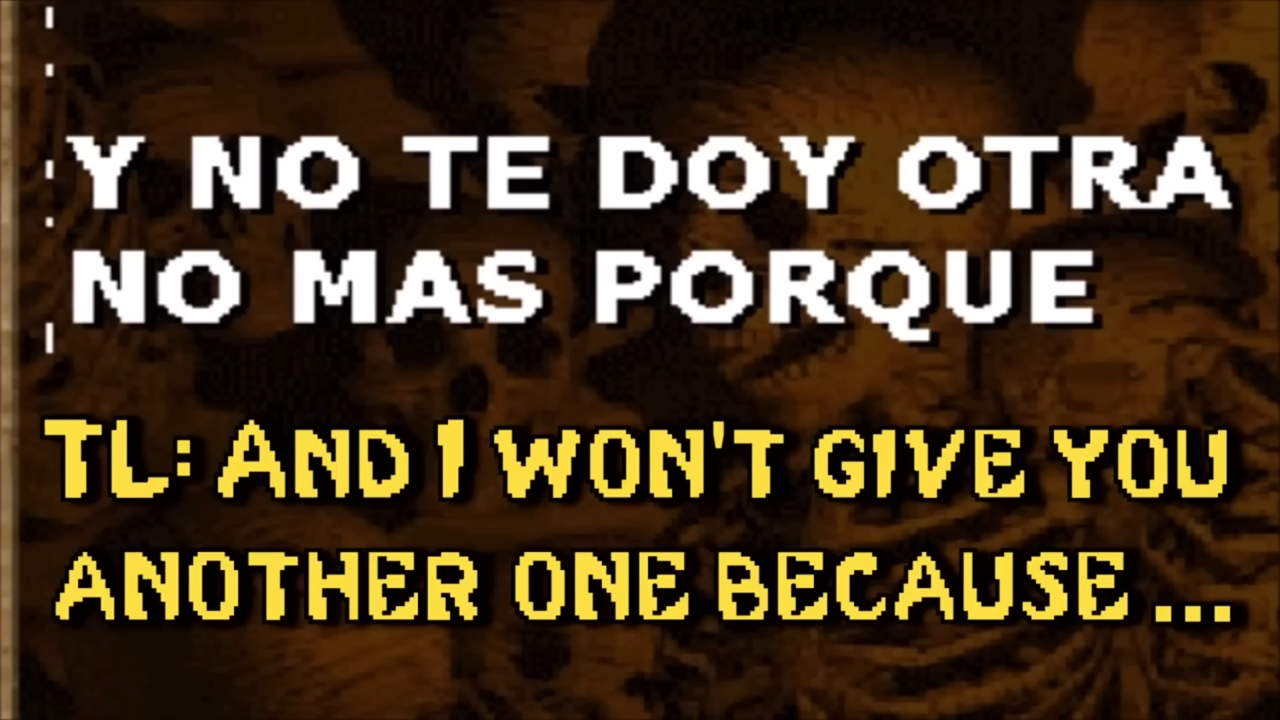 Y NO TE DOY OTRA
NO MAS PORQUE
TL: AND I WON'T GIVE YOU
ANOTHER ONE BECAUSE ...